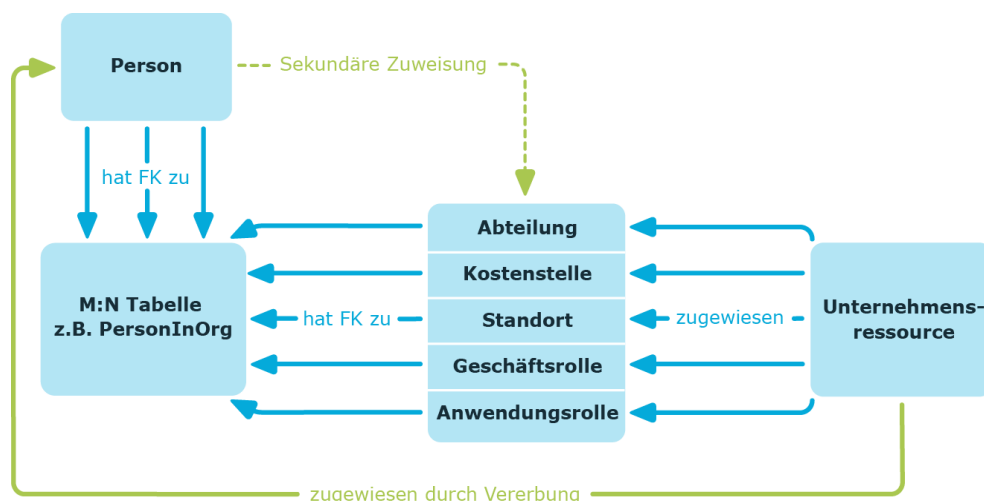 Person
Sekundäre Zuweisung
hat FK zu
Abteilung
Kostenstelle
M:N Tabelle
z.B. PersonInOrg
hat FK zu
Standort
zugewiesen
Unternehmens-
ressource
Geschäftsrolle
Anwendungsrolle
zugewiesen durch Vererbung